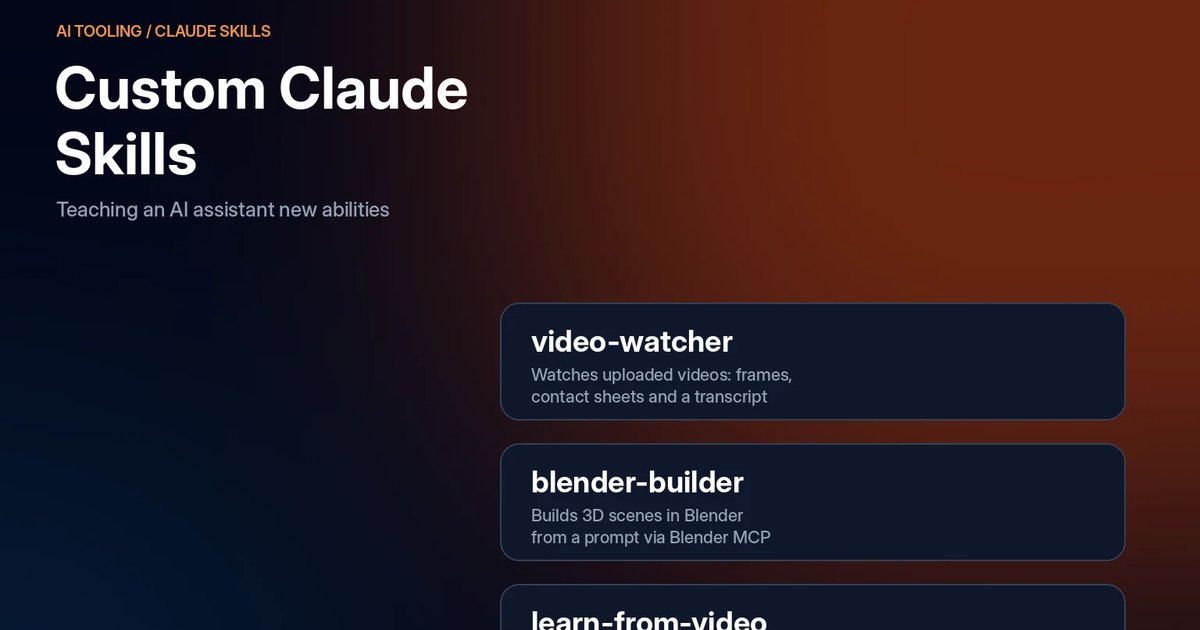 AI TOOLING / CLAUDE SKILLS
Custom Claude
Skills
Teaching an AI assistant new abilities
video-watcher
Watches uploaded videos: frames,
contact sheets and a transcript
blender-builder
Builds 3D scenes in Blender
from a prompt via Blender MCP
learn-from-video